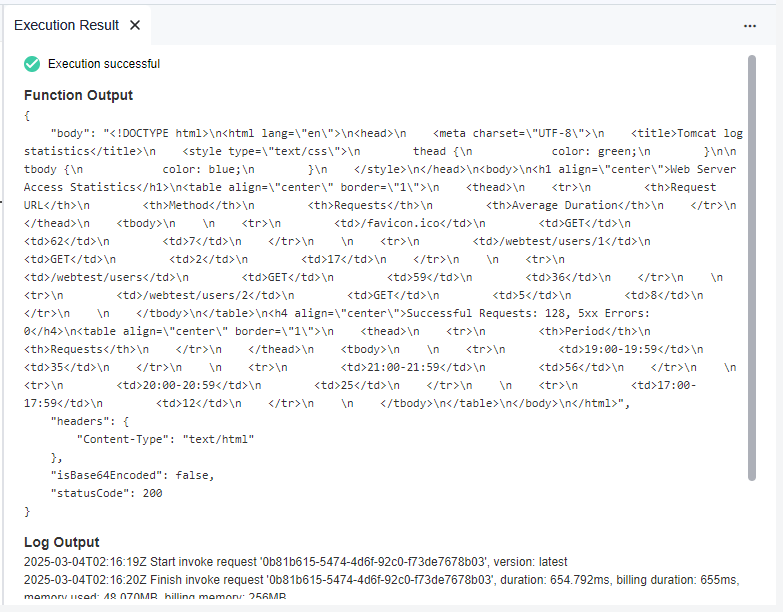 Execution Result ✕
...
Execution successful
Function Output
{
"body": "<!DOCTYPE html>\n<html lang=\"en\">\n<head>\n    <meta charset=\"UTF-8\">\n    <title>Tomcat log
statistics</title>\n    <style type=\"text/css\">\n        thead {\n            color: green;\n        }\n\n
tbody {\n            color: blue;\n        }\n    </style>\n</head>\n<body>\n<h1 align=\"center\">Web Server
Access Statistics</h1>\n<table align=\"center\" border=\"1\">\n    <thead>\n    <tr>\n        <th>Request
URL</th>\n        <th>Method</th>\n        <th>Requests</th>\n        <th>Average Duration</th>\n    </tr>\n
</thead>\n    <tbody>\n    \n    <tr>\n        <td>/favicon.ico</td>\n        <td>GET</td>\n
<td>62</td>\n        <td>7</td>\n    </tr>\n    \n    <tr>\n        <td>/webtest/users/1</td>\n
<td>GET</td>\n        <td>2</td>\n        <td>17</td>\n    </tr>\n    \n    <tr>\n
<td>/webtest/users</td>\n        <td>GET</td>\n        <td>59</td>\n        <td>36</td>\n    </tr>\n    \n
<tr>\n        <td>/webtest/users/2</td>\n        <td>GET</td>\n        <td>5</td>\n        <td>8</td>\n
</tr>\n    \n    </tbody>\n</table>\n<h4 align=\"center\">Successful Requests: 128, 5xx Errors:
0</h4>\n<table align=\"center\" border=\"1\">\n    <thead>\n    <tr>\n        <th>Period</th>\n
<th>Requests</th>\n    </tr>\n    </thead>\n    <tbody>\n    \n    <tr>\n        <td>19:00-19:59</td>\n
<td>35</td>\n    </tr>\n    \n    <tr>\n        <td>21:00-21:59</td>\n        <td>56</td>\n    </tr>\n    \n
<tr>\n        <td>20:00-20:59</td>\n        <td>25</td>\n    </tr>\n    \n    <tr>\n        <td>17:00-
17:59</td>\n        <td>12</td>\n    </tr>\n    \n    </tbody>\n</table>\n</body>\n</html>",
"headers": {
"Content-Type": "text/html"
},
"isBase64Encoded": false,
"statusCode": 200
}
Log Output
2025-03-04T02:16:19Z Start invoke request '0b81b615-5474-4d6f-92c0-f73de7678b03', version: latest
2025-03-04T02:16:20Z Finish invoke request '0b81b615-5474-4d6f-92c0-f73de7678b03', duration: 654.792ms, billing duration: 655ms,
memory used: 48.070MB, billing memory: 256MB